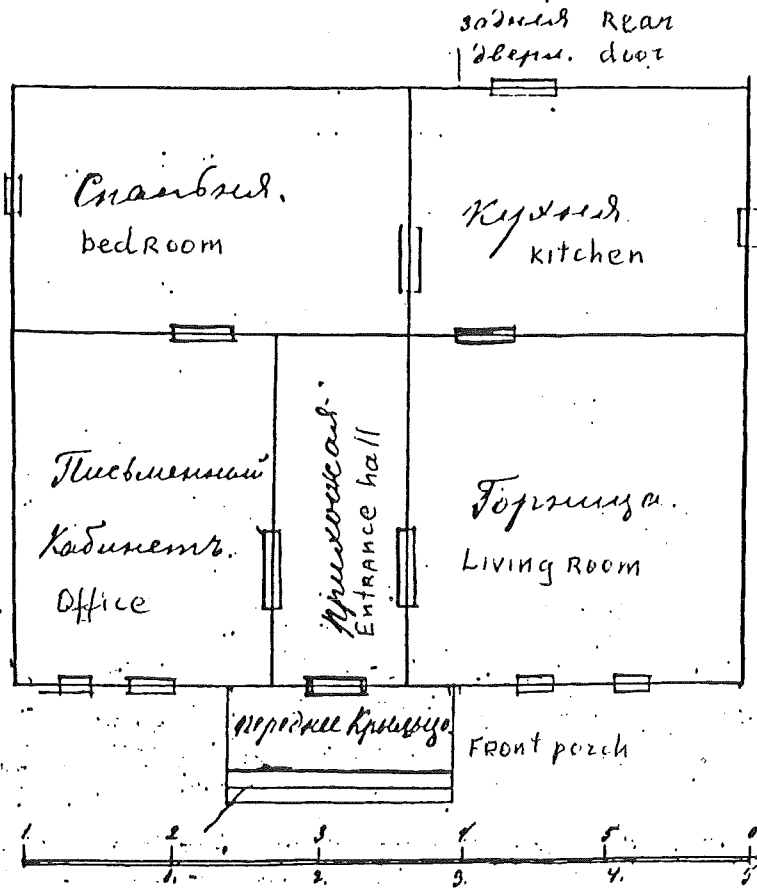 задняя Rear
дверь. door
Спальня.
bedRoom
Кухня
kitchen
Письменный
Кабинетъ.
Office
Прихожая
EntRAnce hall
Горница.
Living Room
переднее Крыльцо.
FRont porch
1. 2 3 4. 5.
1. 2. 3. 4. 5